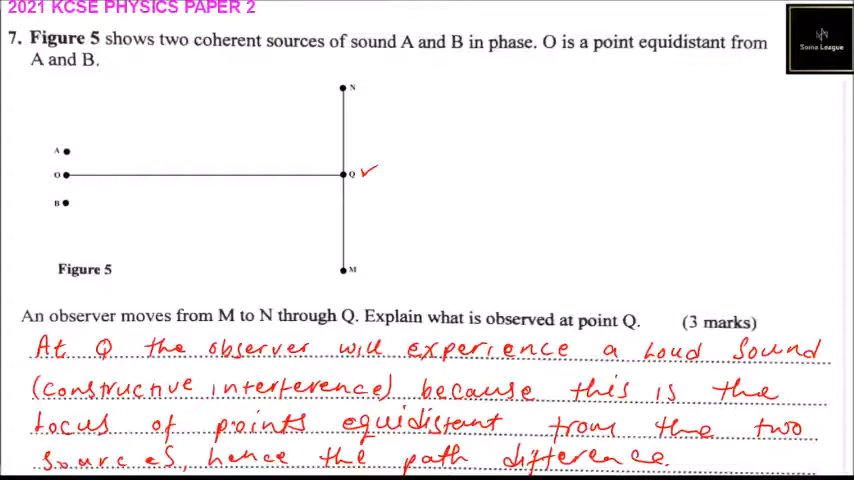 2021 KCSE PHYSICS PAPER 2
7. Figure 5 shows two coherent sources of sound A and B in phase. O is a point equidistant from
A and B.
Soma League
N
A
O
Q
B
Figure 5
M
An observer moves from M to N through Q. Explain what is observed at point Q. (3 marks)
At Q the observer will experience a Loud Sound
(constructive interference) because this is the
Locus of points equidistant from the two
sources, hence the path difference.